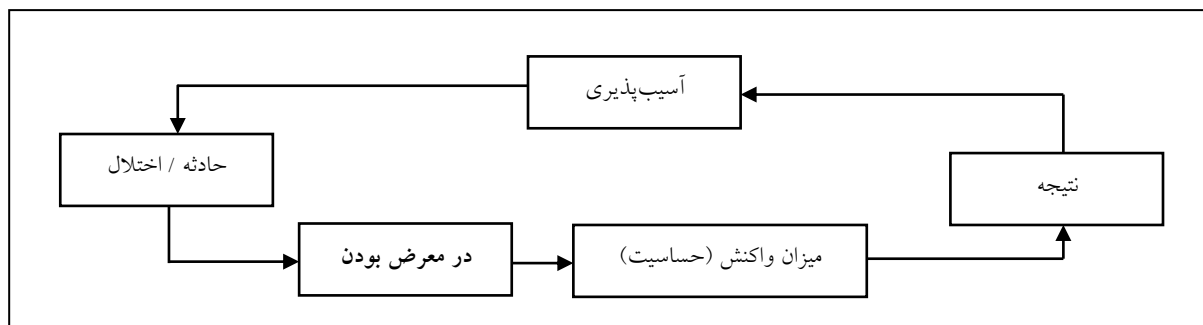 آسیب‌پذیری
حادثه / اختلال
نتیجه
در معرض بودن
میزان واکنش (حساسیت)